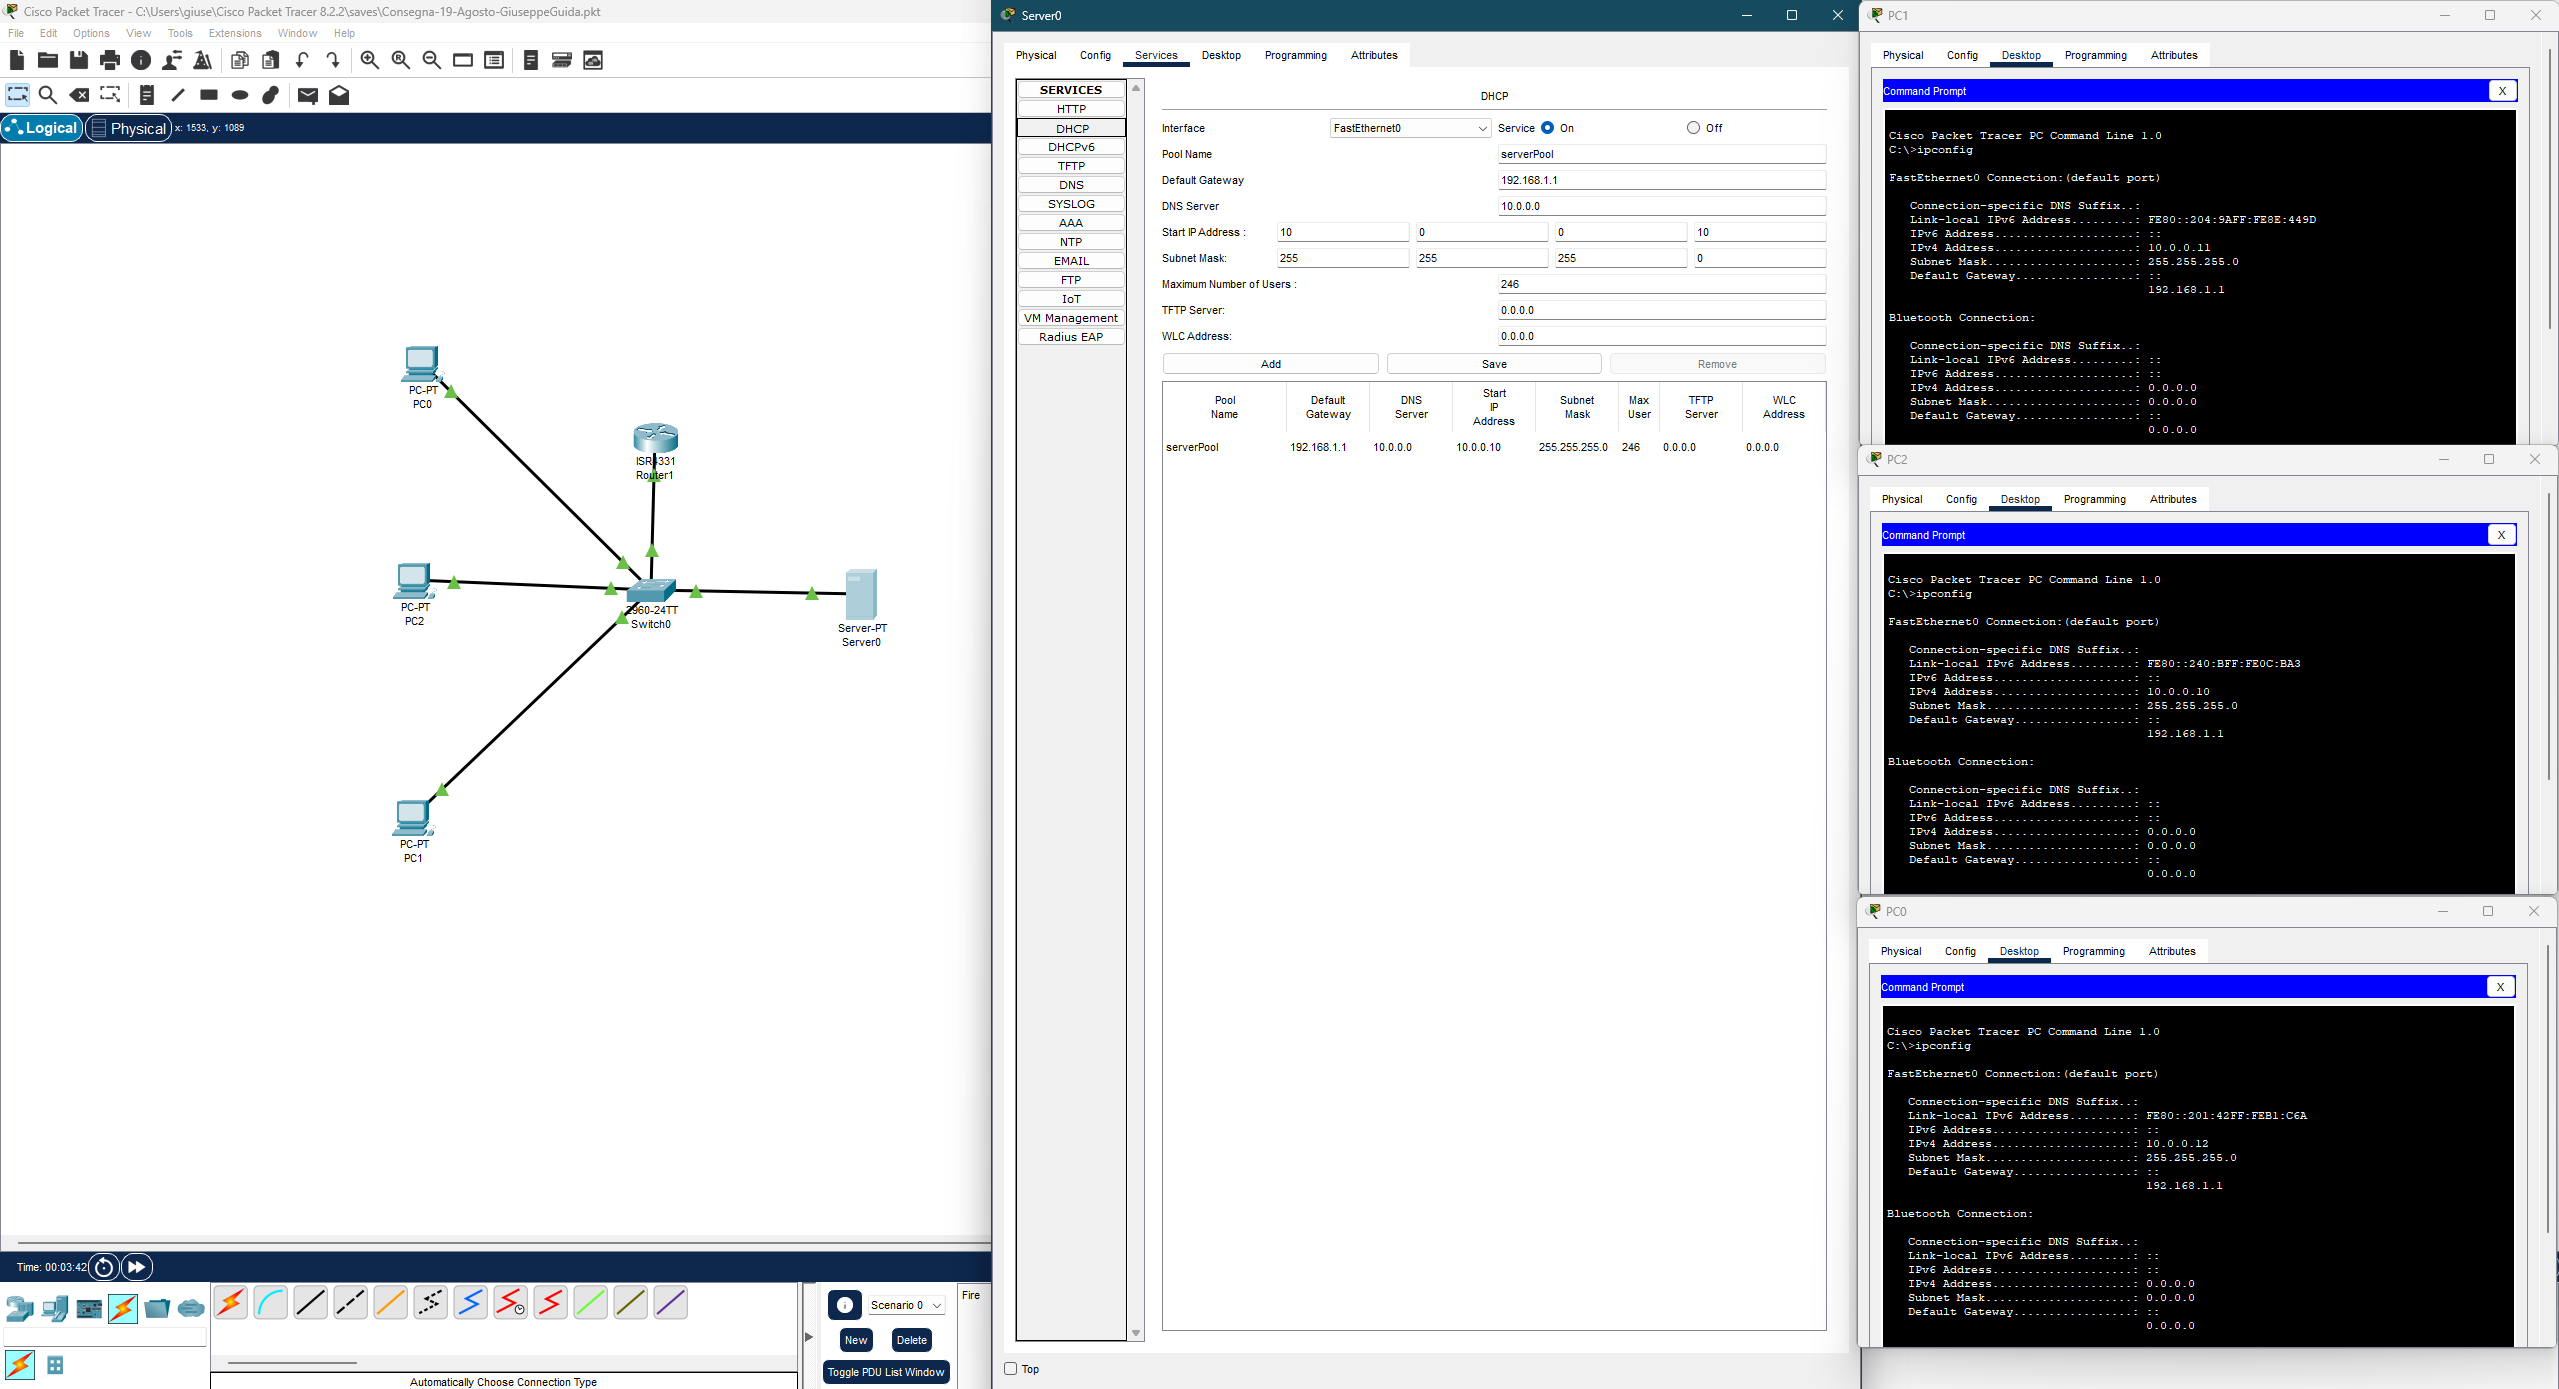 Cisco Packet Tracer - C:\Users\giuse\Cisco Packet Tracer 8.2.2\saves\Consegna-19-Agosto-GiuseppeGuida.pkt
File Edit Options View Tools Extensions Window Help
Logical Physical x: 1533, y: 1089
PC-PT
PC0
ISR4331
Router1
PC-PT
PC2
2960-24TT
Switch0
Server-PT
Server0
PC-PT
PC1
Time: 00:03:42
Scenario 0
Fire
New Delete
Toggle PDU List Window
Automatically Choose Connection Type
Server0
Physical Config Services Desktop Programming Attributes
SERVICES
HTTP
DHCP
DHCPv6
TFTP
DNS
SYSLOG
AAA
NTP
EMAIL
FTP
IoT
VM Management
Radius EAP
DHCP
Interface FastEthernet0 Service On Off
Pool Name serverPool
Default Gateway 192.168.1.1
DNS Server 10.0.0.0
Start IP Address : 10 0 0 10
Subnet Mask: 255 255 255 0
Maximum Number of Users : 246
TFTP Server: 0.0.0.0
WLC Address: 0.0.0.0
Add Save Remove
Pool Name Default Gateway DNS Server Start IP Address Subnet Mask Max User TFTP Server WLC Address
serverPool 192.168.1.1 10.0.0.0 10.0.0.10 255.255.255.0 246 0.0.0.0 0.0.0.0
Top
PC1
Physical Config Desktop Programming Attributes
Command Prompt X
Cisco Packet Tracer PC Command Line 1.0
C:\>ipconfig
FastEthernet0 Connection:(default port)
Connection-specific DNS Suffix..:
Link-local IPv6 Address.........: FE80::204:9AFF:FE8E:449D
IPv6 Address....................: ::
IPv4 Address....................: 10.0.0.11
Subnet Mask.....................: 255.255.255.0
Default Gateway.................: ::
192.168.1.1
Bluetooth Connection:
Connection-specific DNS Suffix..:
Link-local IPv6 Address.........: ::
IPv6 Address....................: ::
IPv4 Address....................: 0.0.0.0
Subnet Mask.....................: 0.0.0.0
Default Gateway.................: ::
0.0.0.0
PC2
Physical Config Desktop Programming Attributes
Command Prompt X
Cisco Packet Tracer PC Command Line 1.0
C:\>ipconfig
FastEthernet0 Connection:(default port)
Connection-specific DNS Suffix..:
Link-local IPv6 Address.........: FE80::240:BFF:FE0C:BA3
IPv6 Address....................: ::
IPv4 Address....................: 10.0.0.10
Subnet Mask.....................: 255.255.255.0
Default Gateway.................: ::
192.168.1.1
Bluetooth Connection:
Connection-specific DNS Suffix..:
Link-local IPv6 Address.........: ::
IPv6 Address....................: ::
IPv4 Address....................: 0.0.0.0
Subnet Mask.....................: 0.0.0.0
Default Gateway.................: ::
0.0.0.0
PC0
Physical Config Desktop Programming Attributes
Command Prompt X
Cisco Packet Tracer PC Command Line 1.0
C:\>ipconfig
FastEthernet0 Connection:(default port)
Connection-specific DNS Suffix..:
Link-local IPv6 Address.........: FE80::201:42FF:FEB1:C6A
IPv6 Address....................: ::
IPv4 Address....................: 10.0.0.12
Subnet Mask.....................: 255.255.255.0
Default Gateway.................: ::
192.168.1.1
Bluetooth Connection:
Connection-specific DNS Suffix..:
Link-local IPv6 Address.........: ::
IPv6 Address....................: ::
IPv4 Address....................: 0.0.0.0
Subnet Mask.....................: 0.0.0.0
Default Gateway.................: ::
0.0.0.0